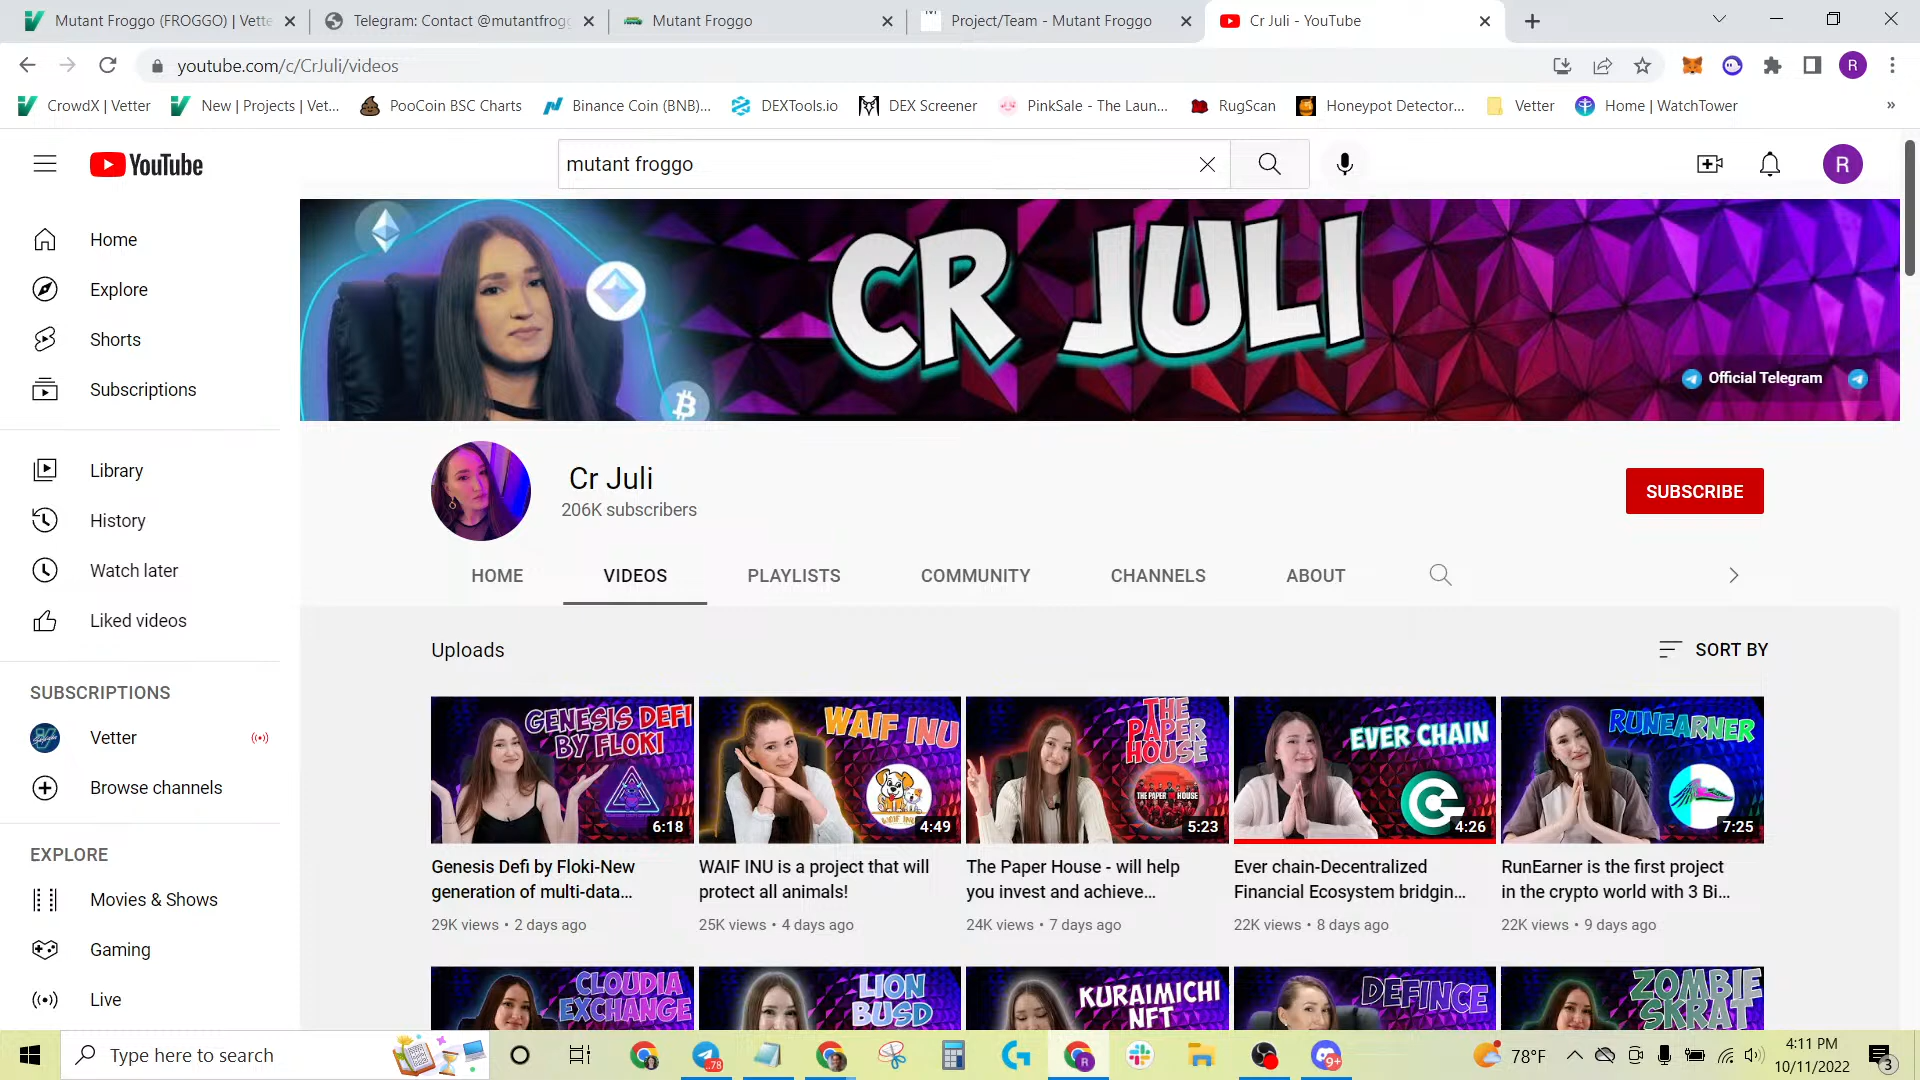 Mutant Froggo (FROGGO) | Vette
Telegram: Contact @mutantfrogg
Mutant Froggo
Project/Team - Mutant Froggo
Cr Juli - YouTube
youtube.com/c/CrJuli/videos
R
CrowdX | Vetter
New | Projects | Vet...
PooCoin BSC Charts
Binance Coin (BNB)...
DEXTools.io
DEX Screener
PinkSale - The Laun...
RugScan
Honeypot Detector...
Vetter
Home | WatchTower
»
YouTube
mutant froggo
R
CR JULI
Official Telegram
Home
Explore
Shorts
Subscriptions
Library
History
Watch later
Liked videos
SUBSCRIPTIONS
Vetter
Browse channels
EXPLORE
Movies & Shows
Gaming
Live
Cr Juli
206K subscribers
SUBSCRIBE
HOME
VIDEOS
PLAYLISTS
COMMUNITY
CHANNELS
ABOUT
Uploads
SORT BY
GENESIS DEFI
BY FLOKI
6:18
WAIF INU
WAIF INU
4:49
THE
PAPER
HOUSE
THE PAPER HOUSE
5:23
EVER CHAIN
4:26
RUNEARNER
7:25
Genesis Defi by Floki-New
generation of multi-data...
29K views • 2 days ago
WAIF INU is a project that will
protect all animals!
25K views • 4 days ago
The Paper House - will help
you invest and achieve...
24K views • 7 days ago
Ever chain-Decentralized
Financial Ecosystem bridgin...
22K views • 8 days ago
RunEarner is the first project
in the crypto world with 3 Bi...
22K views • 9 days ago
CLOUDIA
EXCHANGE
LION
BUSD
KURAIMICHI
NFT
DEFINCE
ZOMBIE
SKRAT
Type here to search
..78
R
9+
78°F
4:11 PM
10/11/2022
3